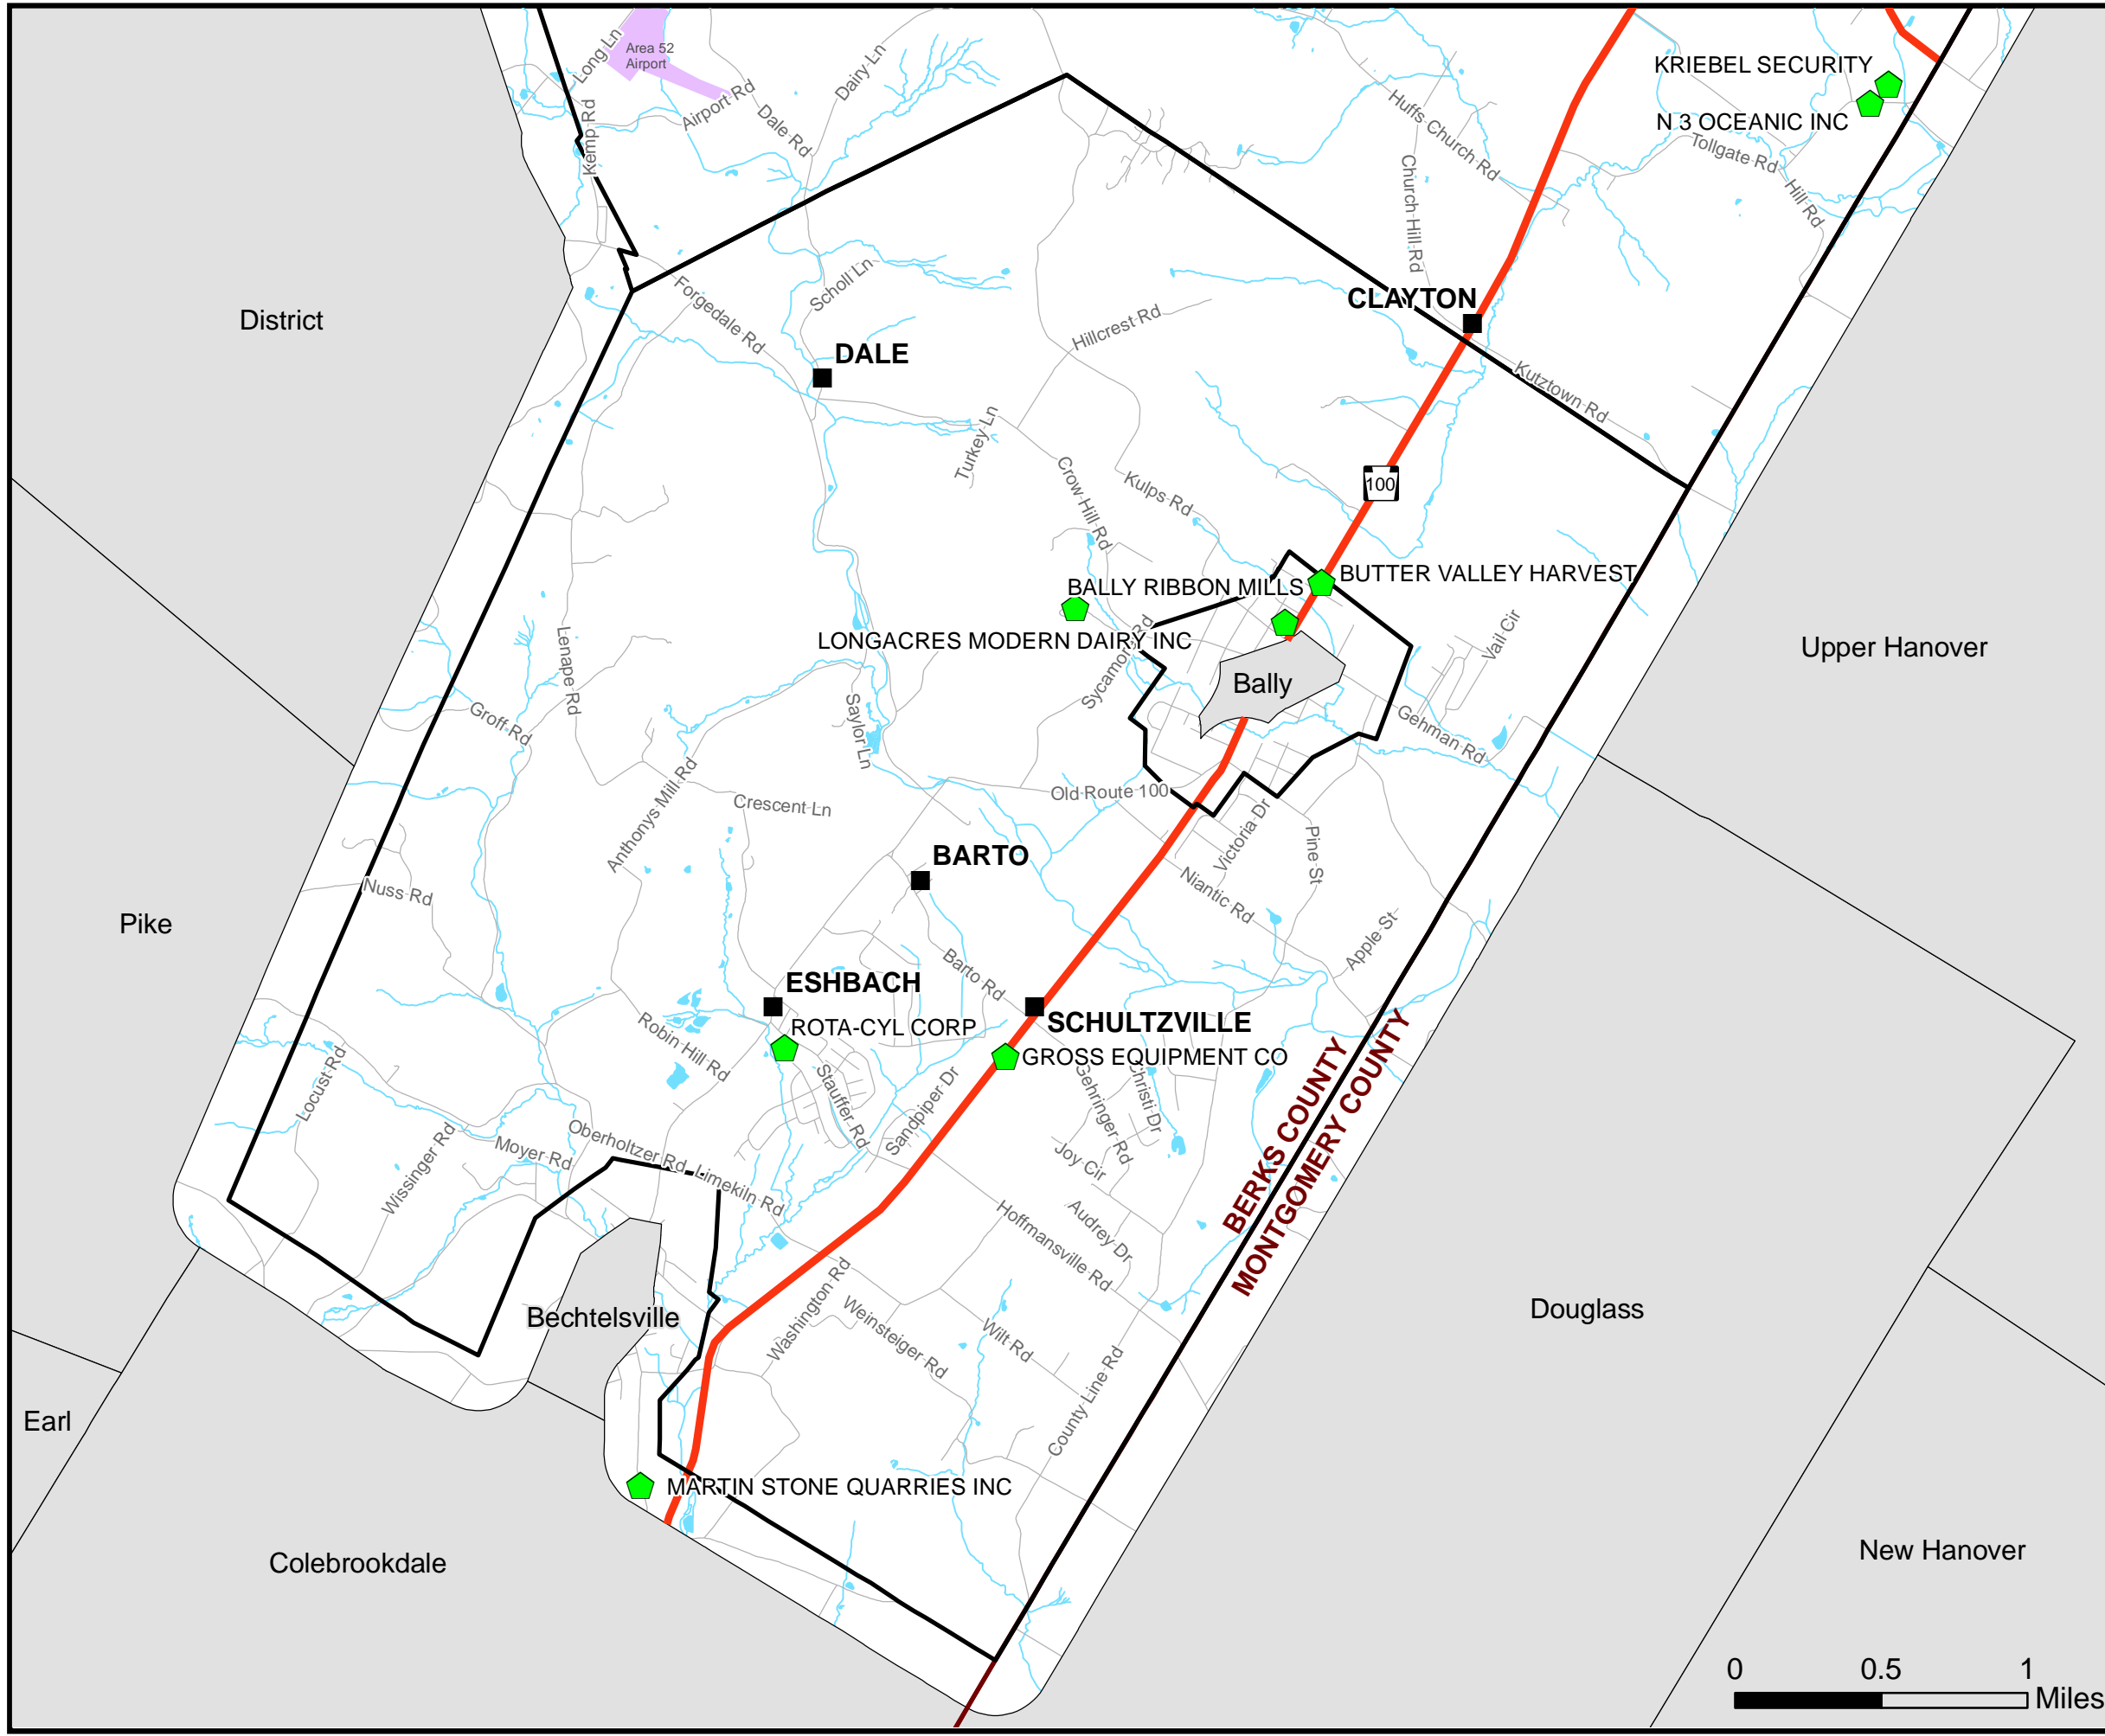 Long Ln
Area 52
Airport
Airport Rd
Dairy Ln
Dale Rd
Kemp Rd
KRIEBEL SECURITY
N 3 OCEANIC INC
Huffs Church Rd
Tollgate Rd
Church Hill Rd
Hill Rd
District
Forgedale Rd
Scholl Ln
CLAYTON
DALE
Hillcrest Rd
Kutztown Rd
Turkey Ln
Crow Hill Rd
Kulps Rd
100
BUTTER VALLEY HARVEST
BALLY RIBBON MILLS
LONGACRES MODERN DAIRY INC
Sycamore Rd
Lenape Rd
Vail Cir
Upper Hanover
Bally
Groff Rd
Saylor Ln
Gehman Rd
Anthonys Mill Rd
Crescent Ln
Old Route 100
Victoria Dr
Pine St
BARTO
Nuss Rd
Niantic Rd
Pike
Apple St
Barto Rd
ESHBACH
ROTA-CYL CORP
SCHULTZVILLE
GROSS EQUIPMENT CO
Robin Hill Rd
Locust Rd
Stauffer Rd
Sandpiper Dr
Gehringer Rd
Christi Dr
BERKS COUNTY
MONTGOMERY COUNTY
Wissinger Rd
Moyer Rd
Oberholtzer Rd
Limekiln Rd
Joy Cir
Audrey Dr
Hoffmansville Rd
Bechtelsville
Washington Rd
Weinsteiger Rd
Wilt Rd
County Line Rd
Douglass
Earl
MARTIN STONE QUARRIES INC
Colebrookdale
New Hanover
0 0.5 1
Miles